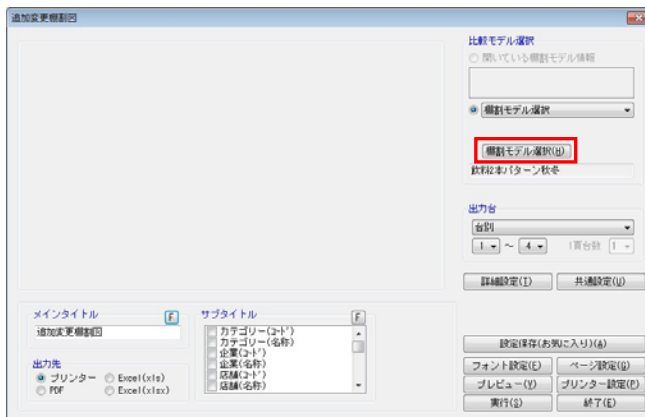 追加変更棚割図
比較モデル選択
開いている棚割モデル情報
棚割モデル選択
棚割モデル選択(H)
飲料2本パターン秋冬
出力台
台別
1 ～ 4 1頁台数 1
詳細設定(I) 共通設定(U)
メインタイトル F
追加変更棚割図
出力先
プリンター Excel(xls)
PDF Excel(xlsx)
サブタイトル F
カテゴリー(コード)
カテゴリー(名称)
企業(コード)
企業(名称)
店舗(コード)
店舗(名称)
設定保存(お気に入り)(A)
フォント設定(F) ページ設定(G)
プレビュー(V) プリンター設定(P)
実行(S) 終了(E)